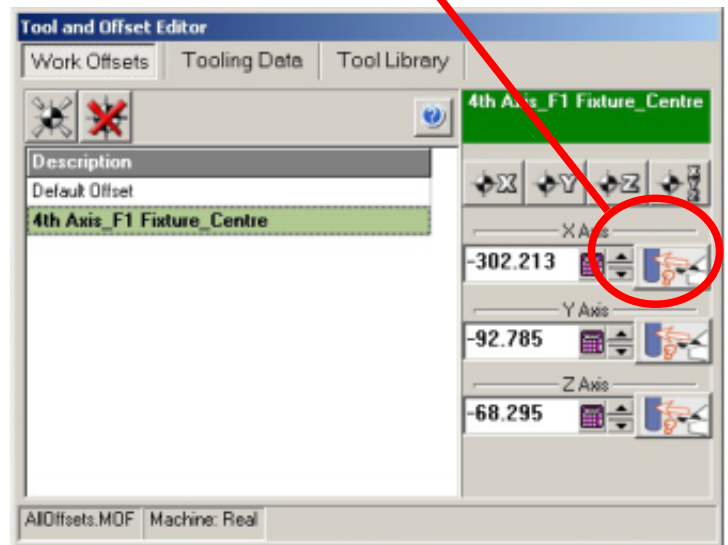 Tool and Offset Editor
Work Offsets Tooling Data Tool Library
4th Axis_F1 Fixture_Centre
Description
Default Offset
4th Axis_F1 Fixture_Centre
X Y Z XYZ
X Axis
-302.213
Y Axis
-92.785
Z Axis
-68.295
AllOffsets.MOF Machine: Real